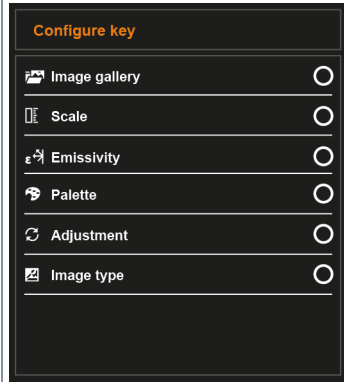 Configure key
Image gallery
Scale
ε Emissivity
Palette
Adjustment
Image type